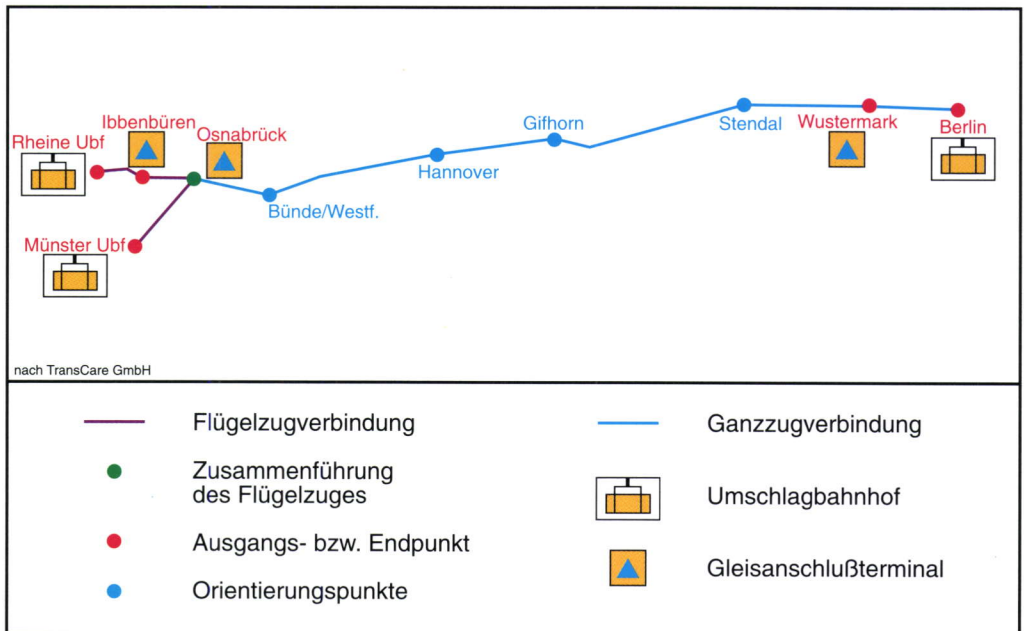 Ibbenbüren
Osnabrück
Rheine Ubf
Münster Ubf
Bünde/Westf.
Hannover
Gifhorn
Stendal
Wustermark
Berlin
nach TransCare GmbH
Flügelzugverbindung
Zusammenführung
des Flügelzuges
Ausgangs- bzw. Endpunkt
Orientierungspunkte
Ganzzugverbindung
Umschlagbahnhof
Gleisanschlußterminal